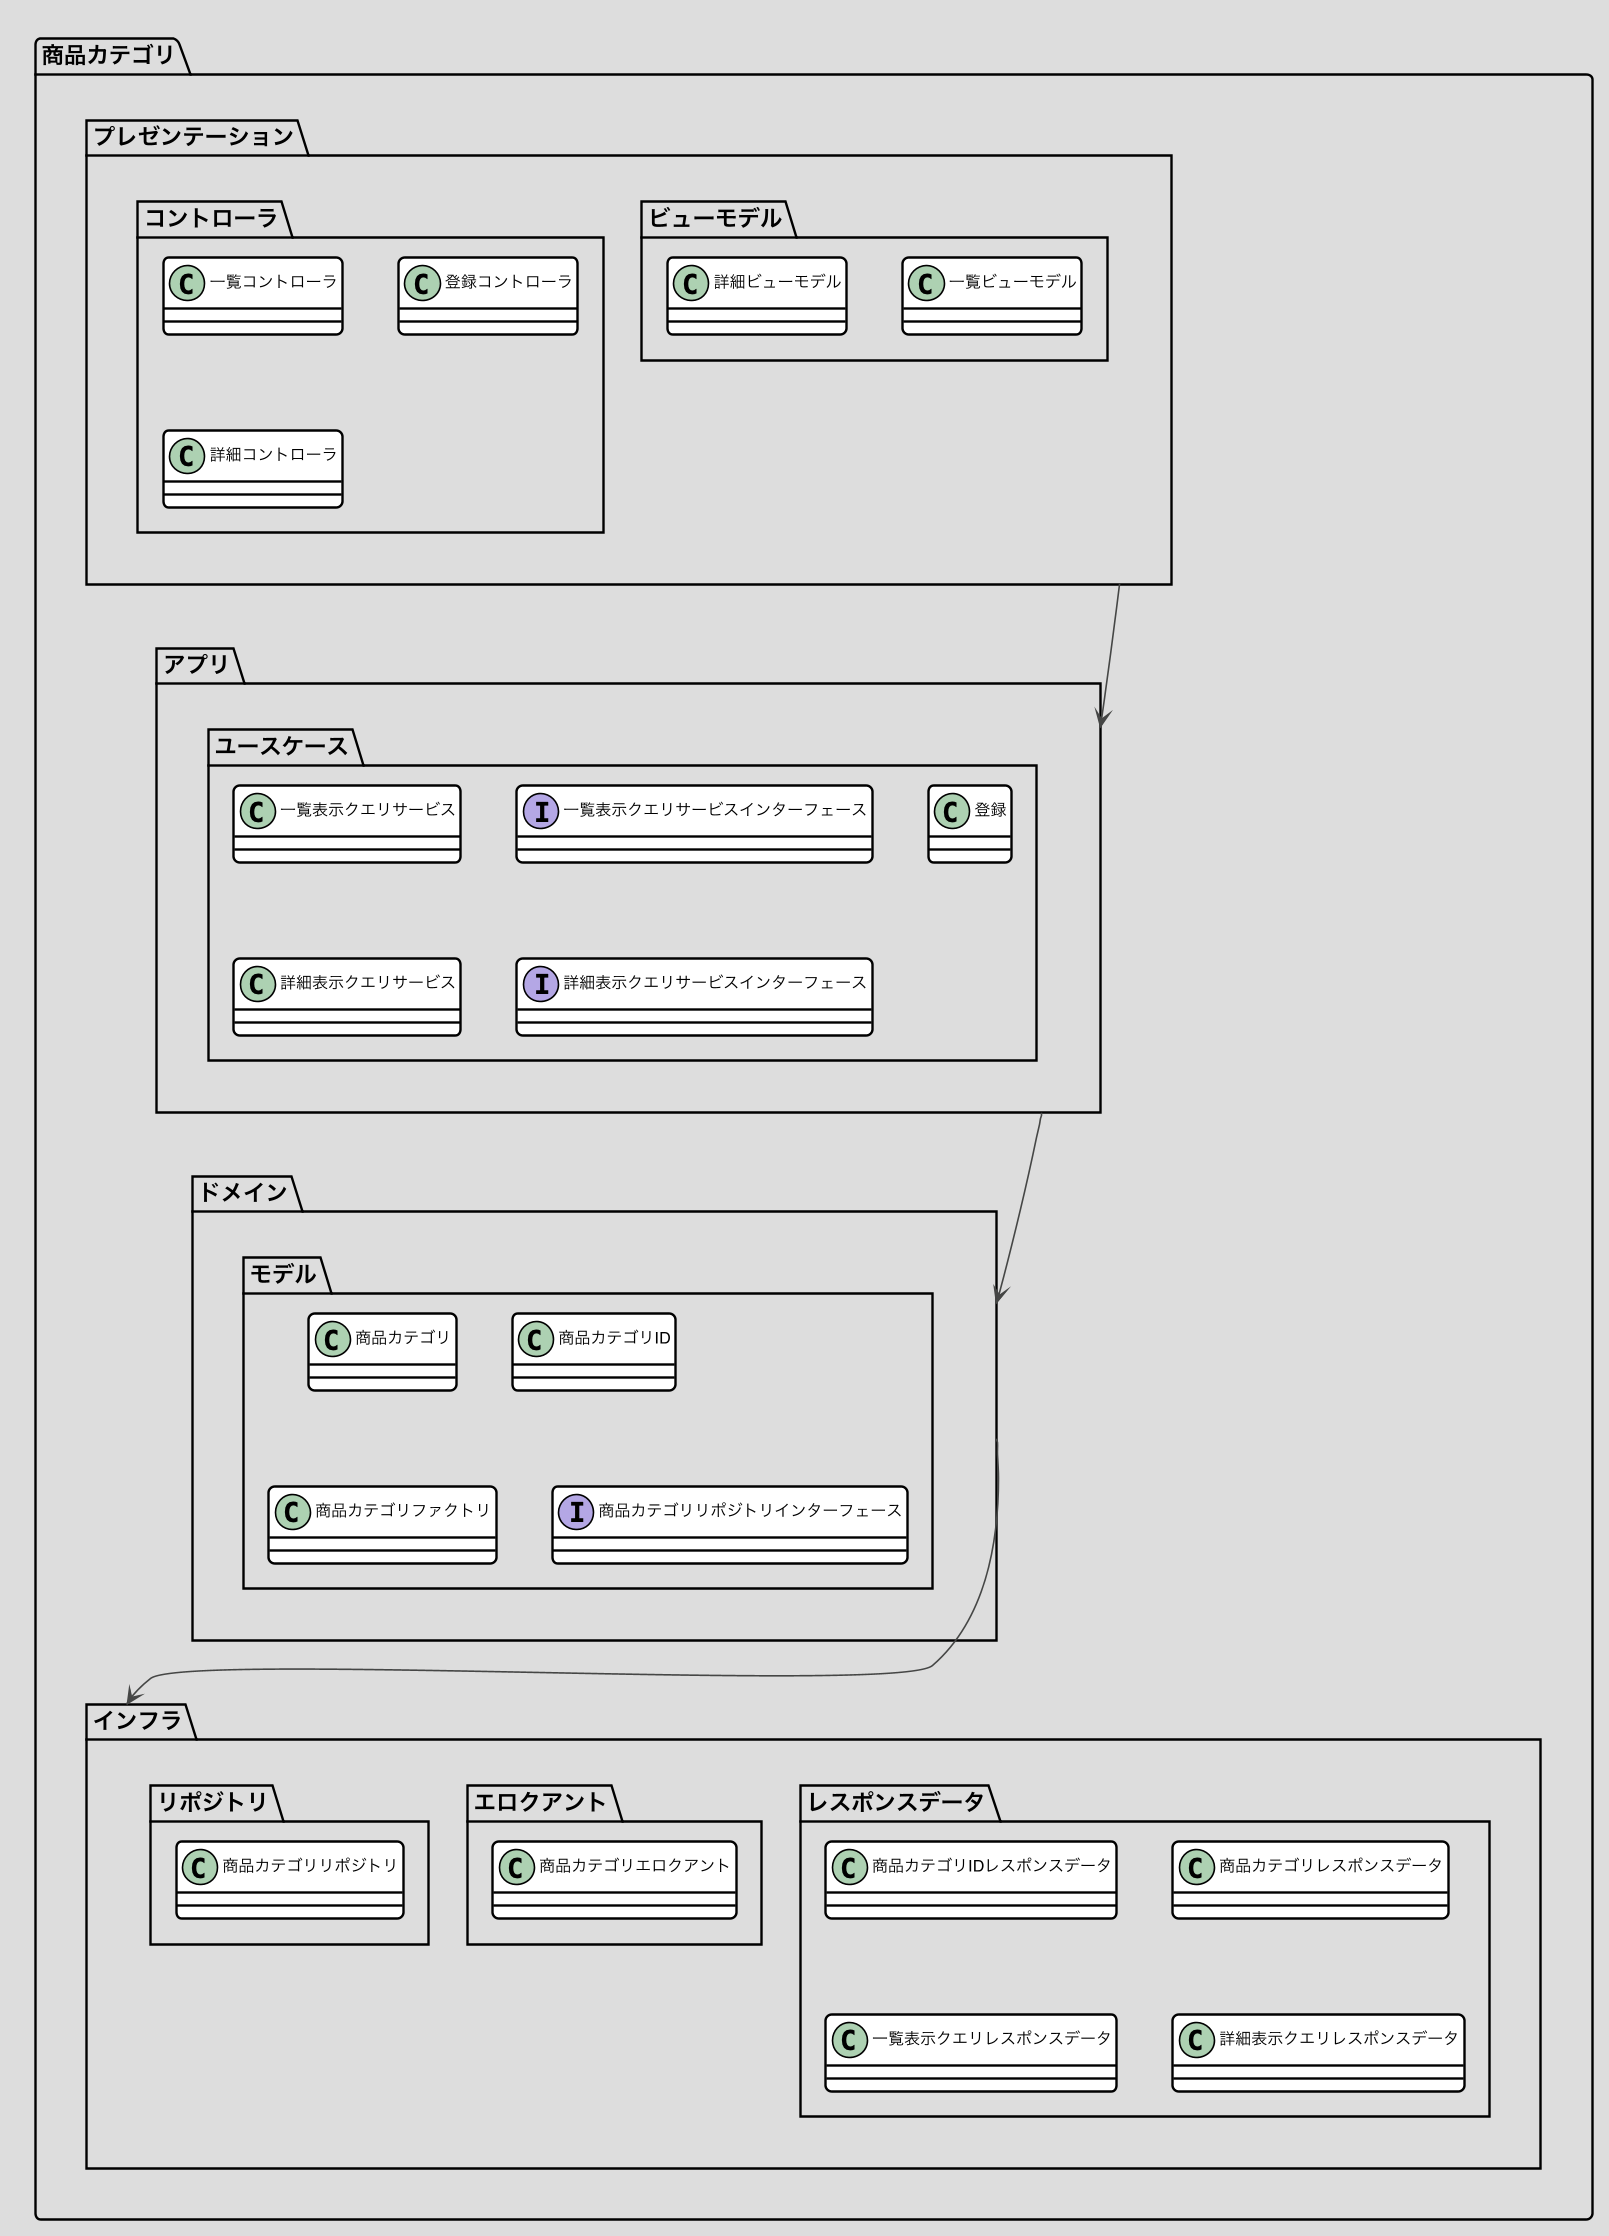 商品カテゴリ
プレゼンテーション
コントローラ
C 一覧コントローラ
C 登録コントローラ
C 詳細コントローラ
ビューモデル
C 詳細ビューモデル
C 一覧ビューモデル
アプリ
ユースケース
C 一覧表示クエリサービス
I 一覧表示クエリサービスインターフェース
C 登録
C 詳細表示クエリサービス
I 詳細表示クエリサービスインターフェース
ドメイン
モデル
C 商品カテゴリ
C 商品カテゴリID
C 商品カテゴリファクトリ
I 商品カテゴリリポジトリインターフェース
インフラ
リポジトリ
C 商品カテゴリリポジトリ
エロクアント
C 商品カテゴリエロクアント
レスポンスデータ
C 商品カテゴリIDレスポンスデータ
C 商品カテゴリレスポンスデータ
C 一覧表示クエリレスポンスデータ
C 詳細表示クエリレスポンスデータ